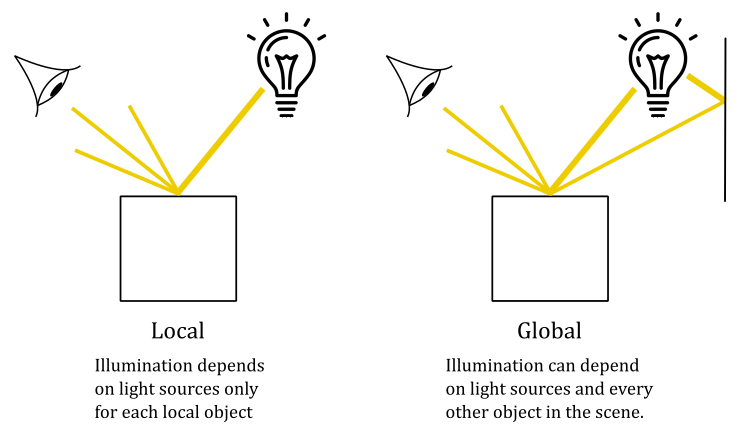 Local
Illumination depends
on light sources only
for each local object
Global
Illumination can depend
on light sources and every
other object in the scene.